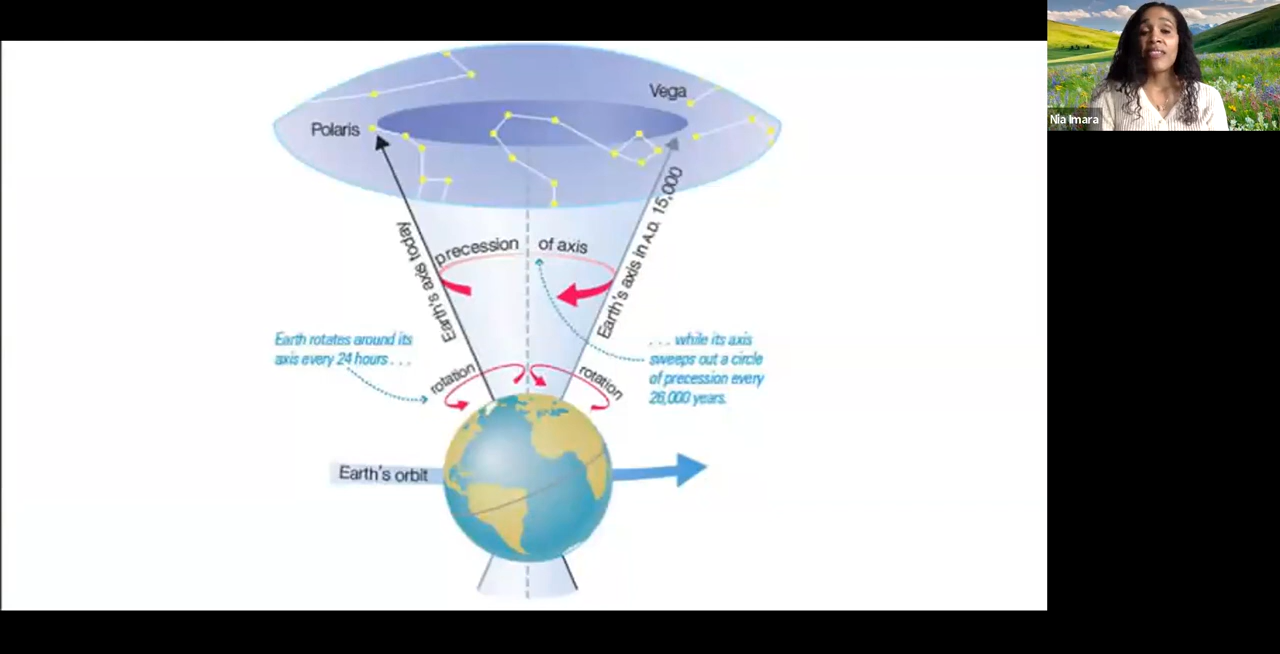 Nia Imara
Vega
Polaris
Earth's axis today
Earth's axis in A.D. 15,000
precession of axis
Earth rotates around its
axis every 24 hours . . .
. . . while its axis
sweeps out a circle
of precession every
26,000 years.
rotation
rotation
Earth's orbit